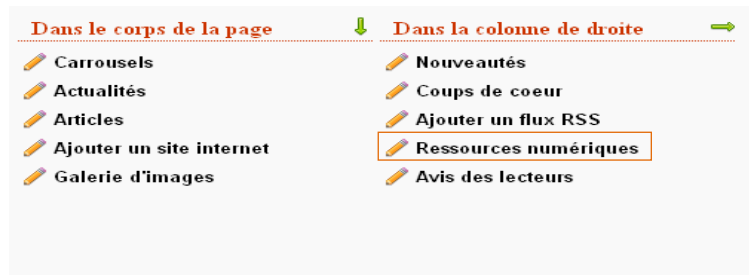 Dans le corps de la page
Carrousels
Actualités
Articles
Ajouter un site internet
Galerie d'images
Dans la colonne de droite
Nouveautés
Coups de coeur
Ajouter un flux RSS
Ressources numériques
Avis des lecteurs